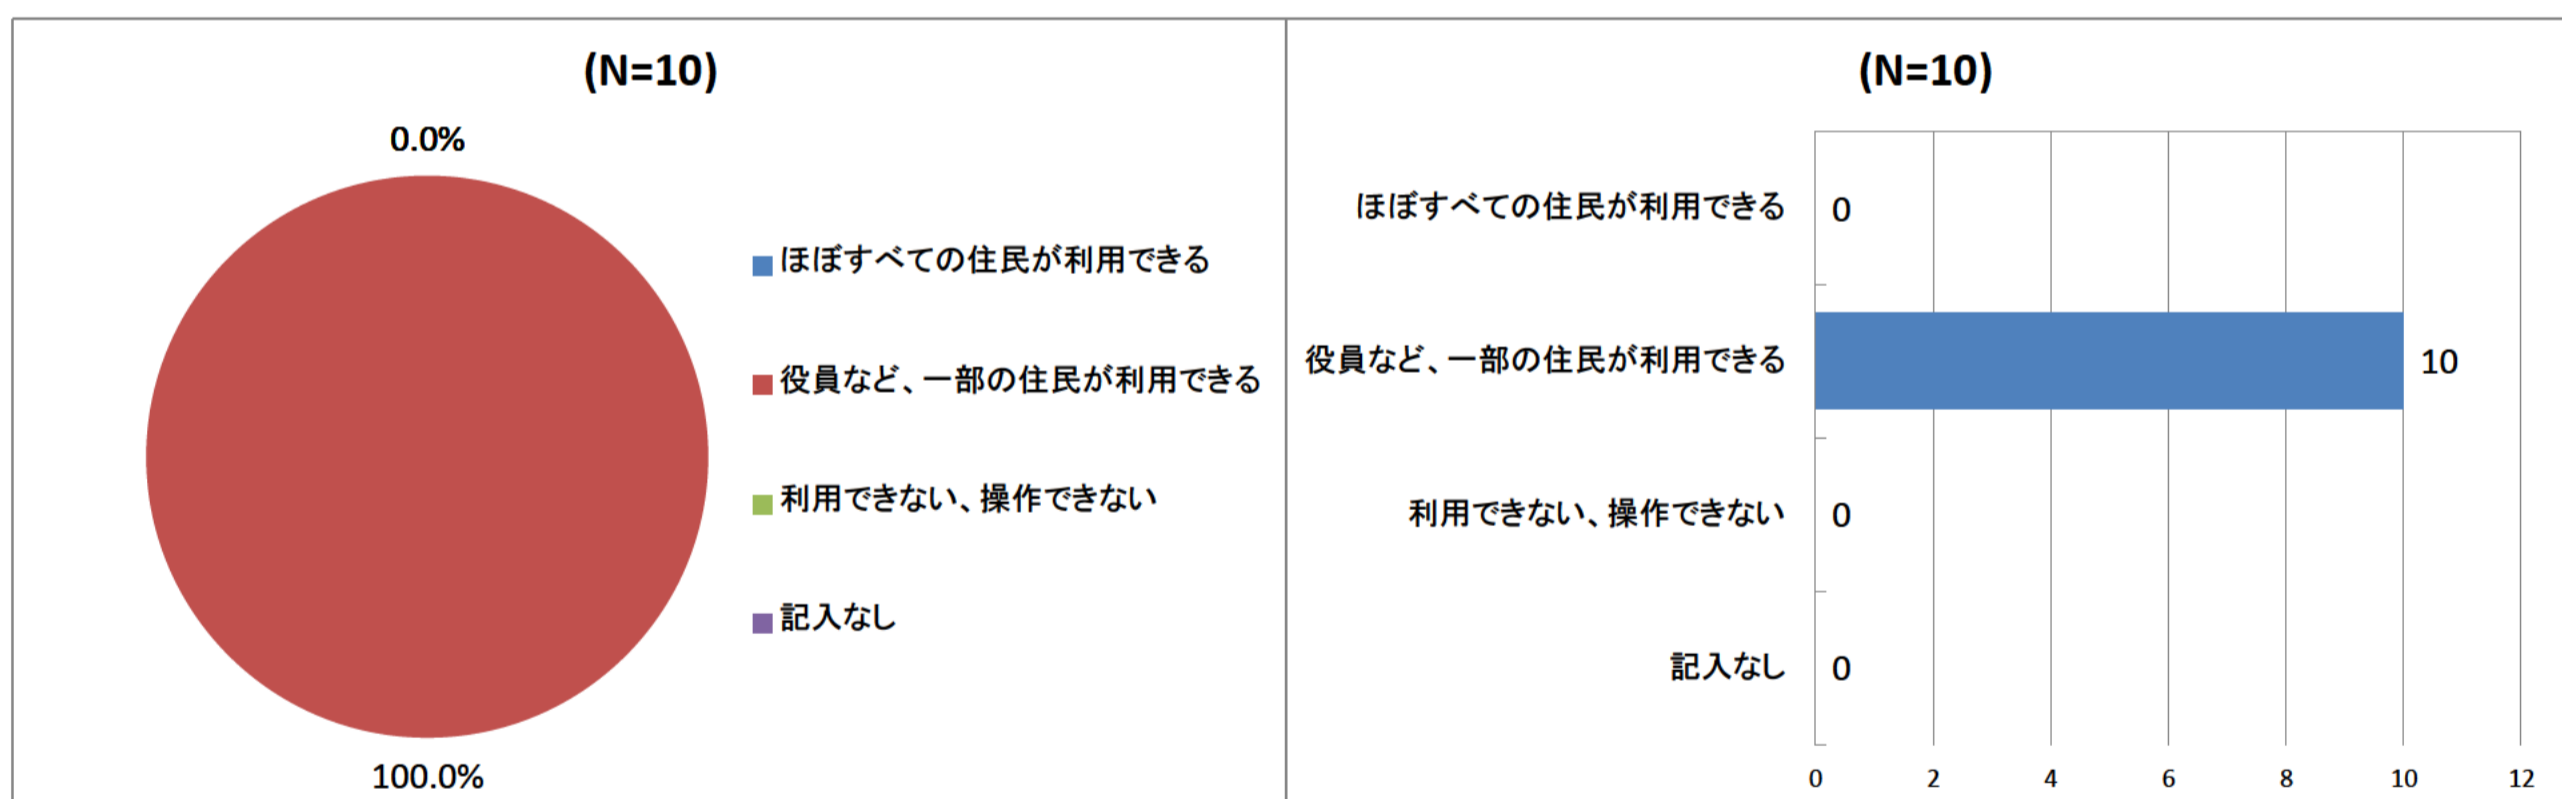 (N=10)
0.0%
100.0%
ほぼすべての住民が利用できる
役員など、一部の住民が利用できる
利用できない、操作できない
記入なし
(N=10)
ほぼすべての住民が利用できる 0
役員など、一部の住民が利用できる 10
利用できない、操作できない 0
記入なし 0
0 2 4 6 8 10 12